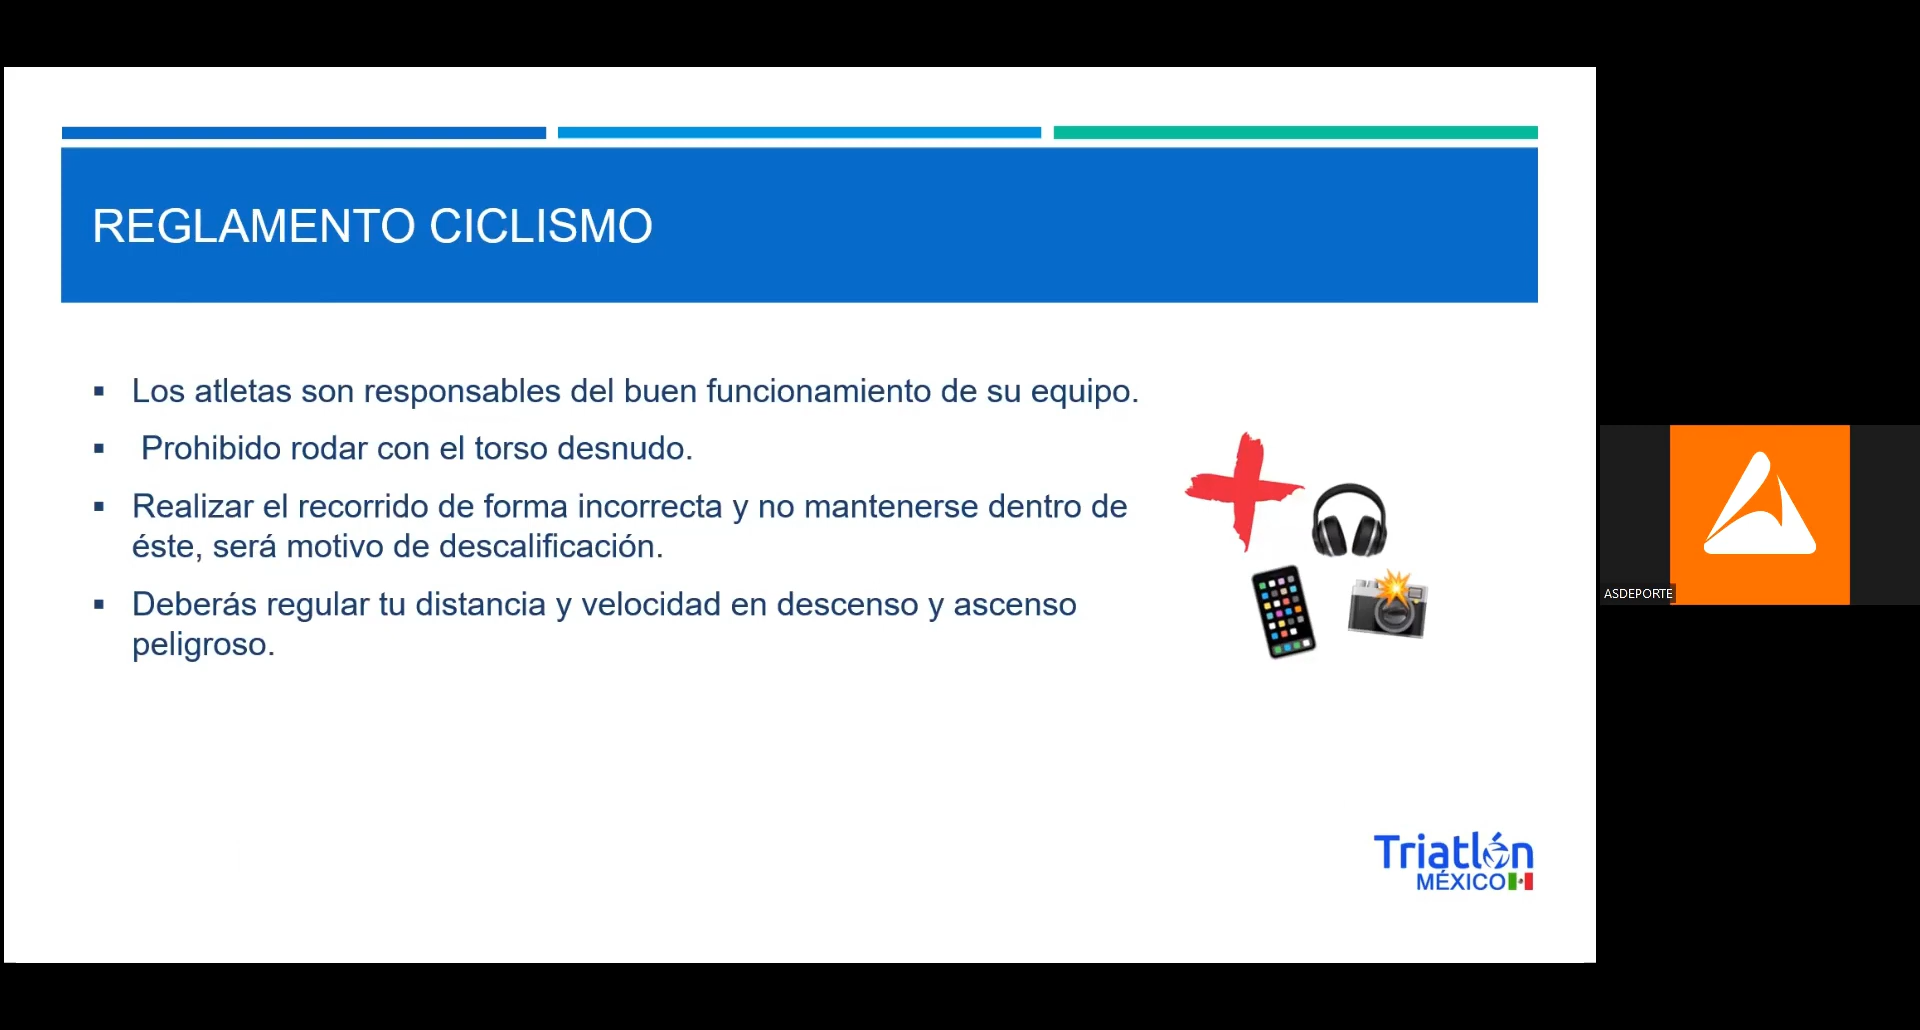 REGLAMENTO CICLISMO
Los atletas son responsables del buen funcionamiento de su equipo.
Prohibido rodar con el torso desnudo.
Realizar el recorrido de forma incorrecta y no mantenerse dentro de
éste, será motivo de descalificación.
Deberás regular tu distancia y velocidad en descenso y ascenso
peligroso.
Triatlón
MÉXICO
ASDEPORTE